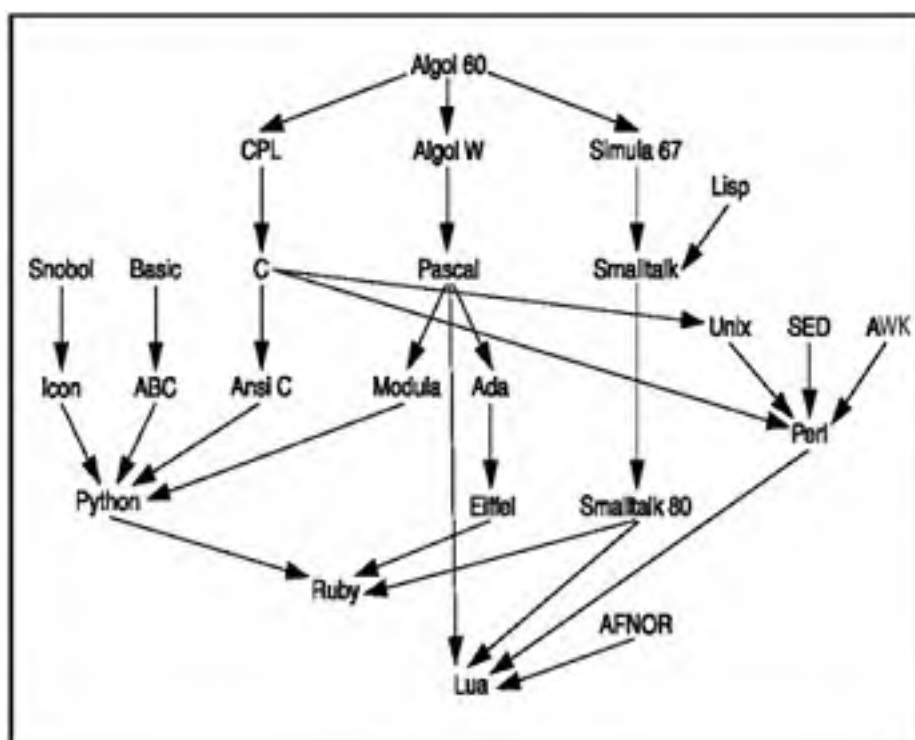 Algol 60
CPL Algol W Simula 67
Lisp
Snobol Basic C Pascal Smalltalk
Unix SED AWK
Icon ABC Ansi C Modula Ada
Perl
Python Eiffel Smalltalk 80
Ruby
AFNOR
Lua